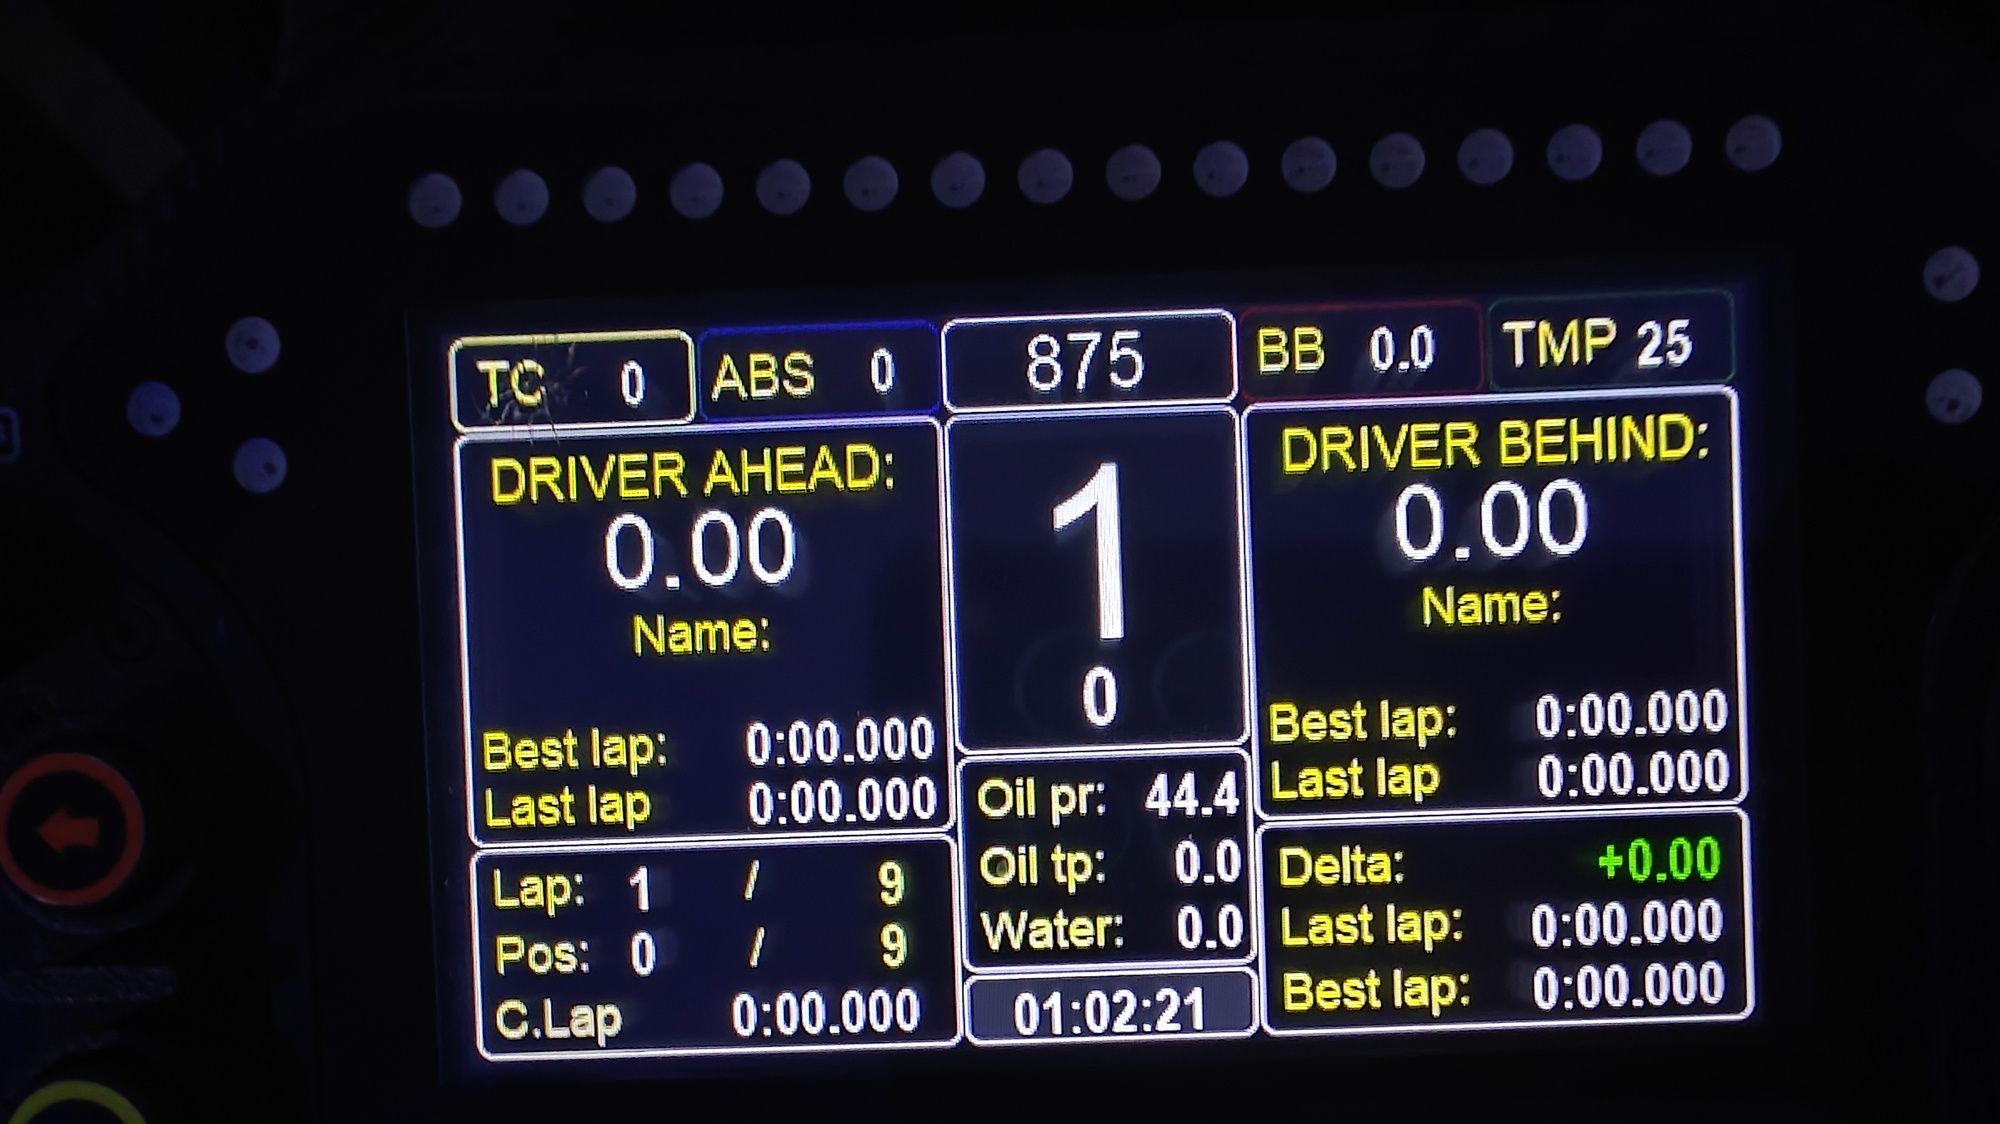 TC 0 ABS 0 875 BB 0.0 TMP 25
DRIVER AHEAD:
0.00
Name:
Best lap: 0:00.000
Last lap 0:00.000
1
0
DRIVER BEHIND:
0.00
Name:
Best lap: 0:00.000
Last lap 0:00.000
Lap: 1 / 9
Pos: 0 / 9
C.Lap 0:00.000
Oil pr: 44.4
Oil tp: 0.0
Water: 0.0
01:02:21
Delta: +0.00
Last lap: 0:00.000
Best lap: 0:00.000